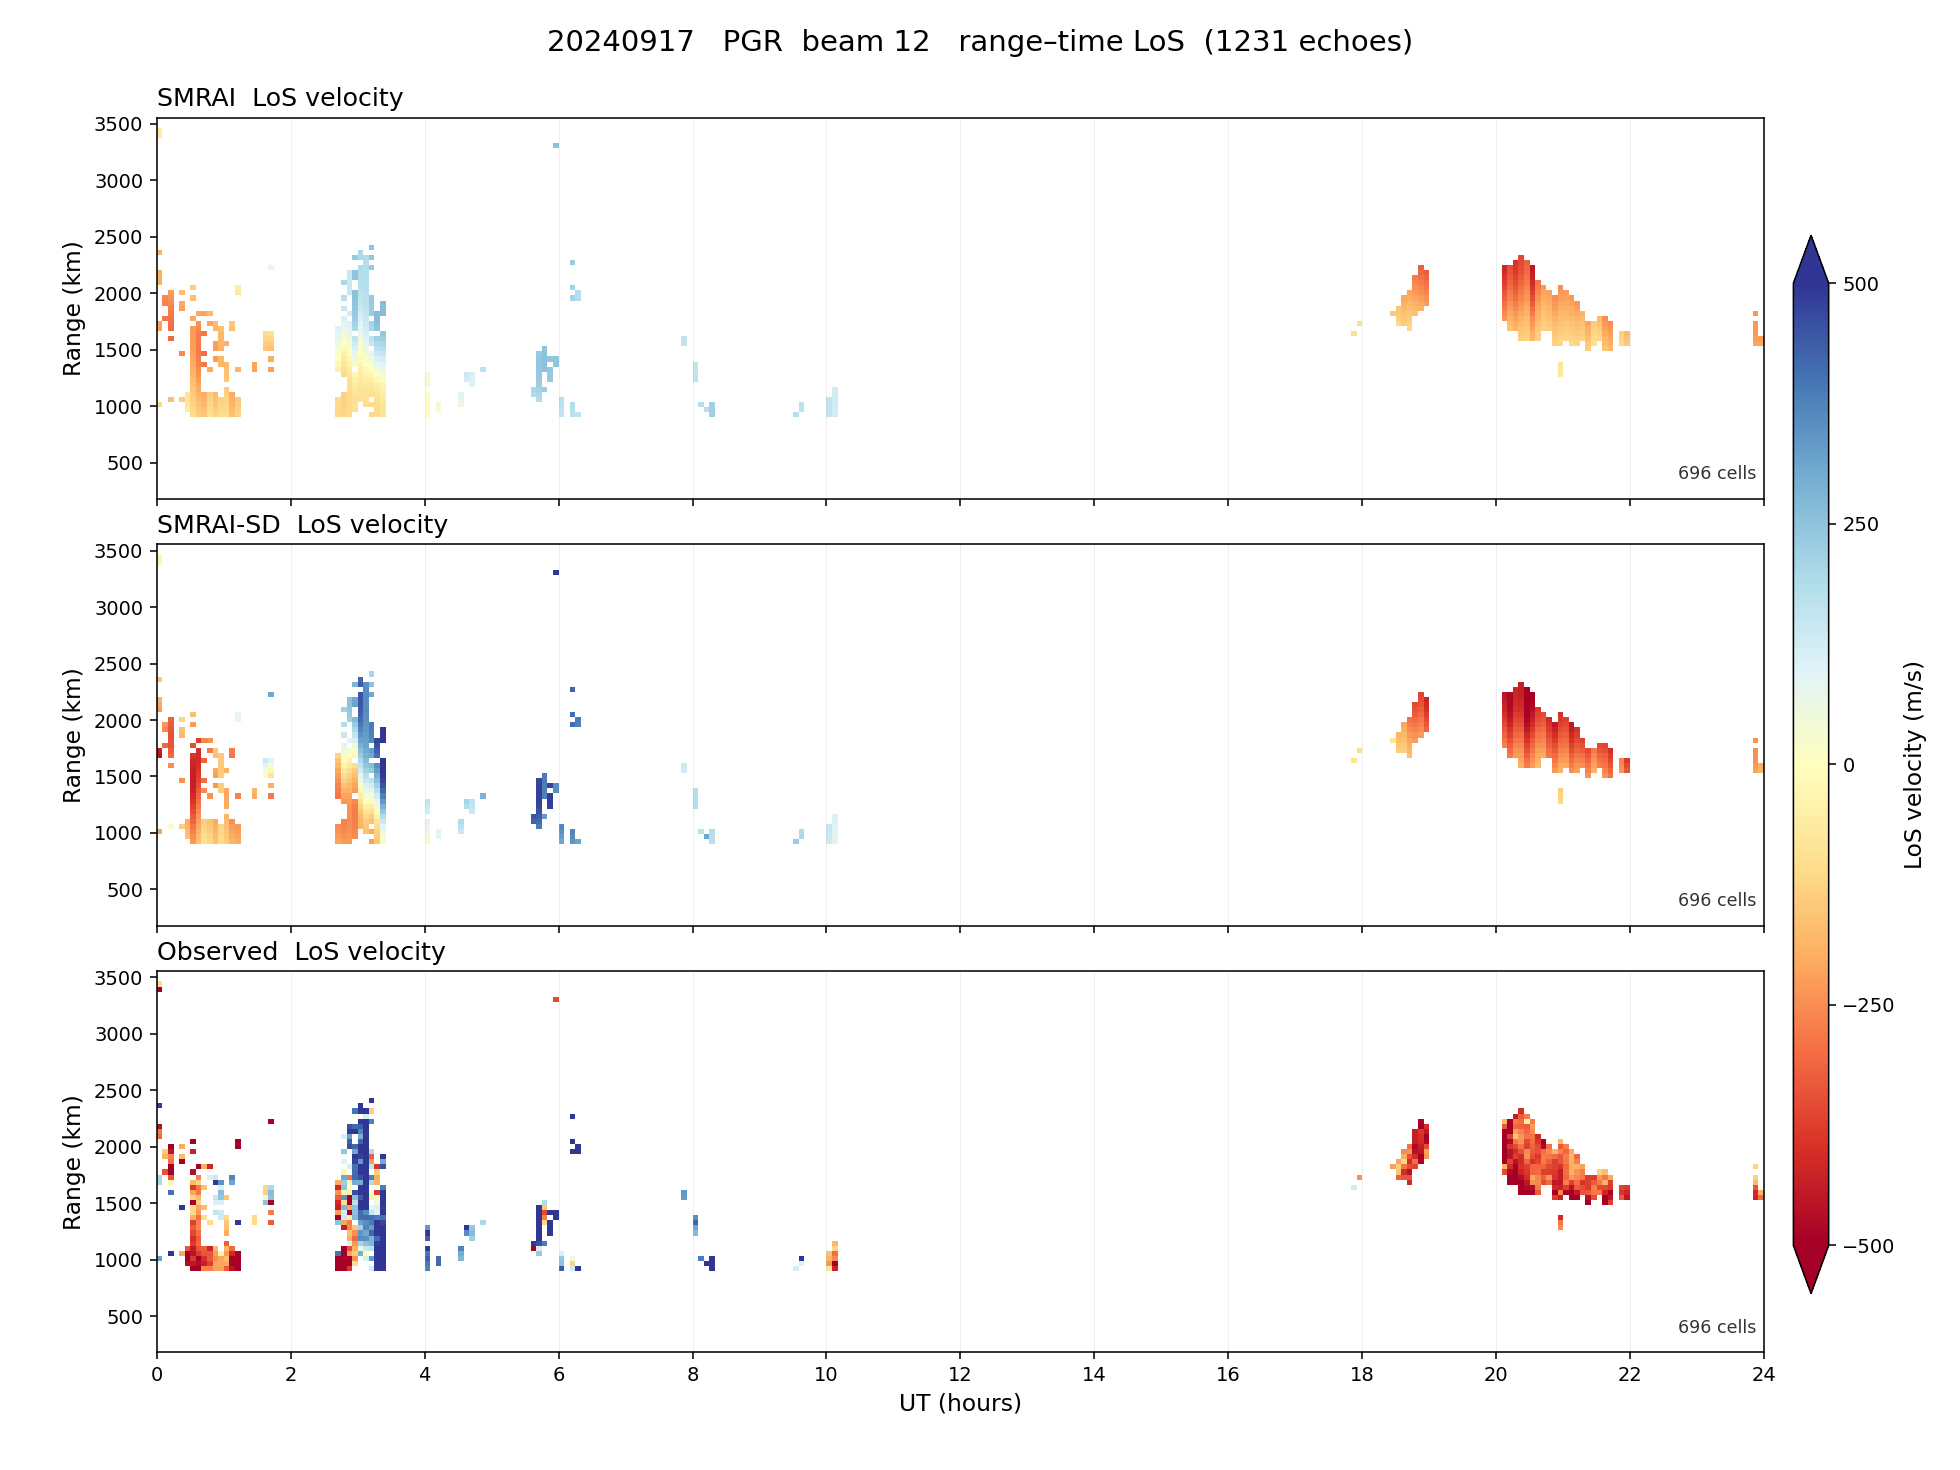 20240917   PGR  beam 12   range–time LoS  (1231 echoes)
SMRAI  LoS velocity
3500
3000
2500
2000
1500
1000
500
Range (km)
696 cells
SMRAI-SD  LoS velocity
3500
3000
2500
2000
1500
1000
500
Range (km)
696 cells
Observed  LoS velocity
3500
3000
2500
2000
1500
1000
500
Range (km)
696 cells
0 2 4 6 8 10 12 14 16 18 20 22 24
UT (hours)
500
250
0
−250
−500
LoS velocity (m/s)